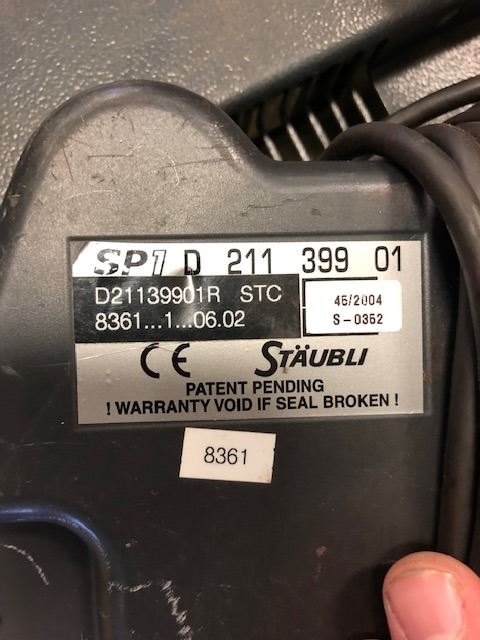 SP1 D 211 399 01
D21139901R STC
8361...1...06.02
45/2004
S-0352
CE STÄUBLI
PATENT PENDING
! WARRANTY VOID IF SEAL BROKEN !
8361